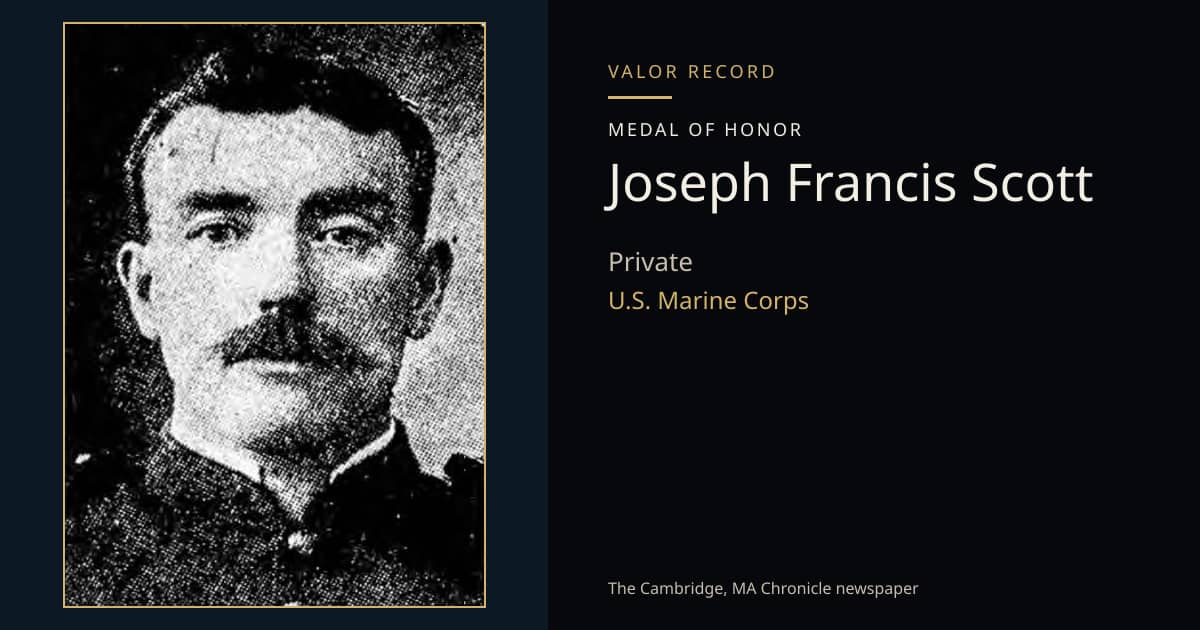 VALOR RECORD
MEDAL OF HONOR
Joseph Francis Scott
Private
U.S. Marine Corps
The Cambridge, MA Chronicle newspaper